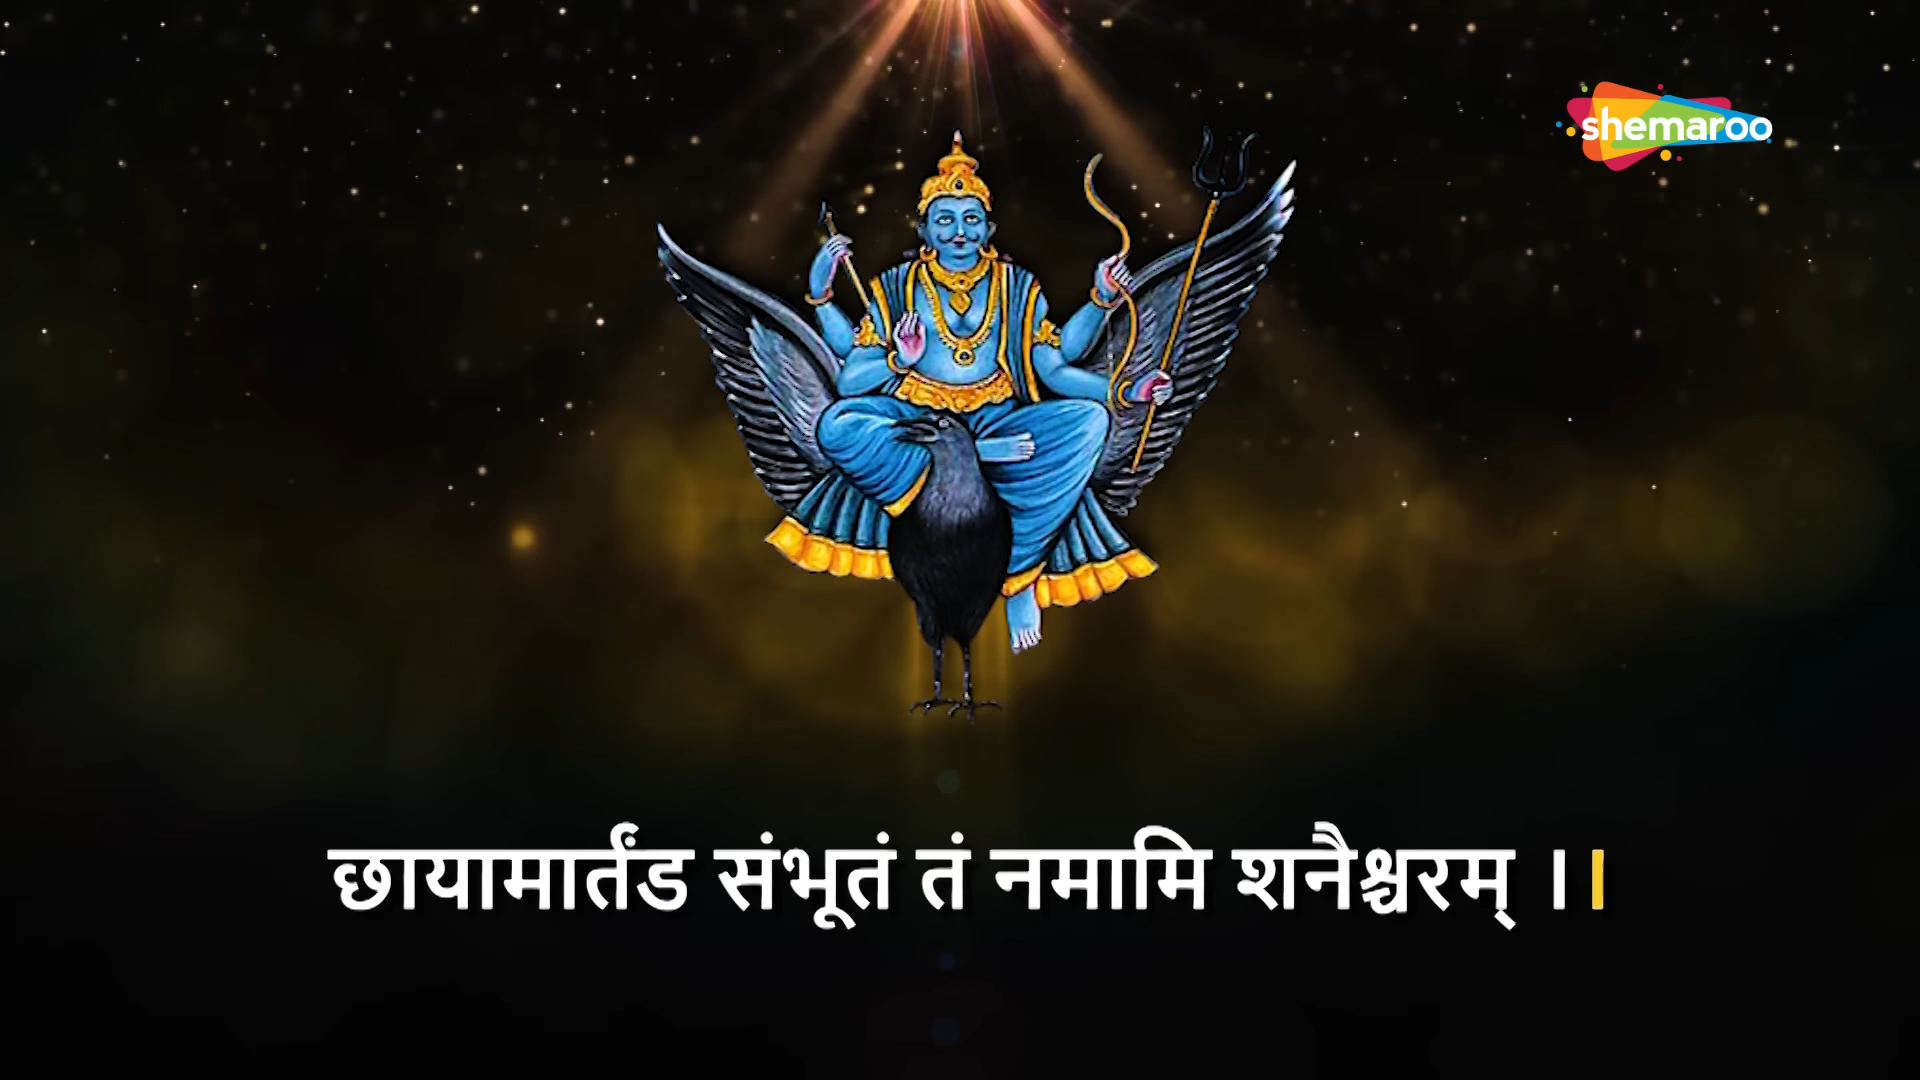 shemaroo
छायामार्तंड संभूतं तं नमामि शनैश्चरम् ।।